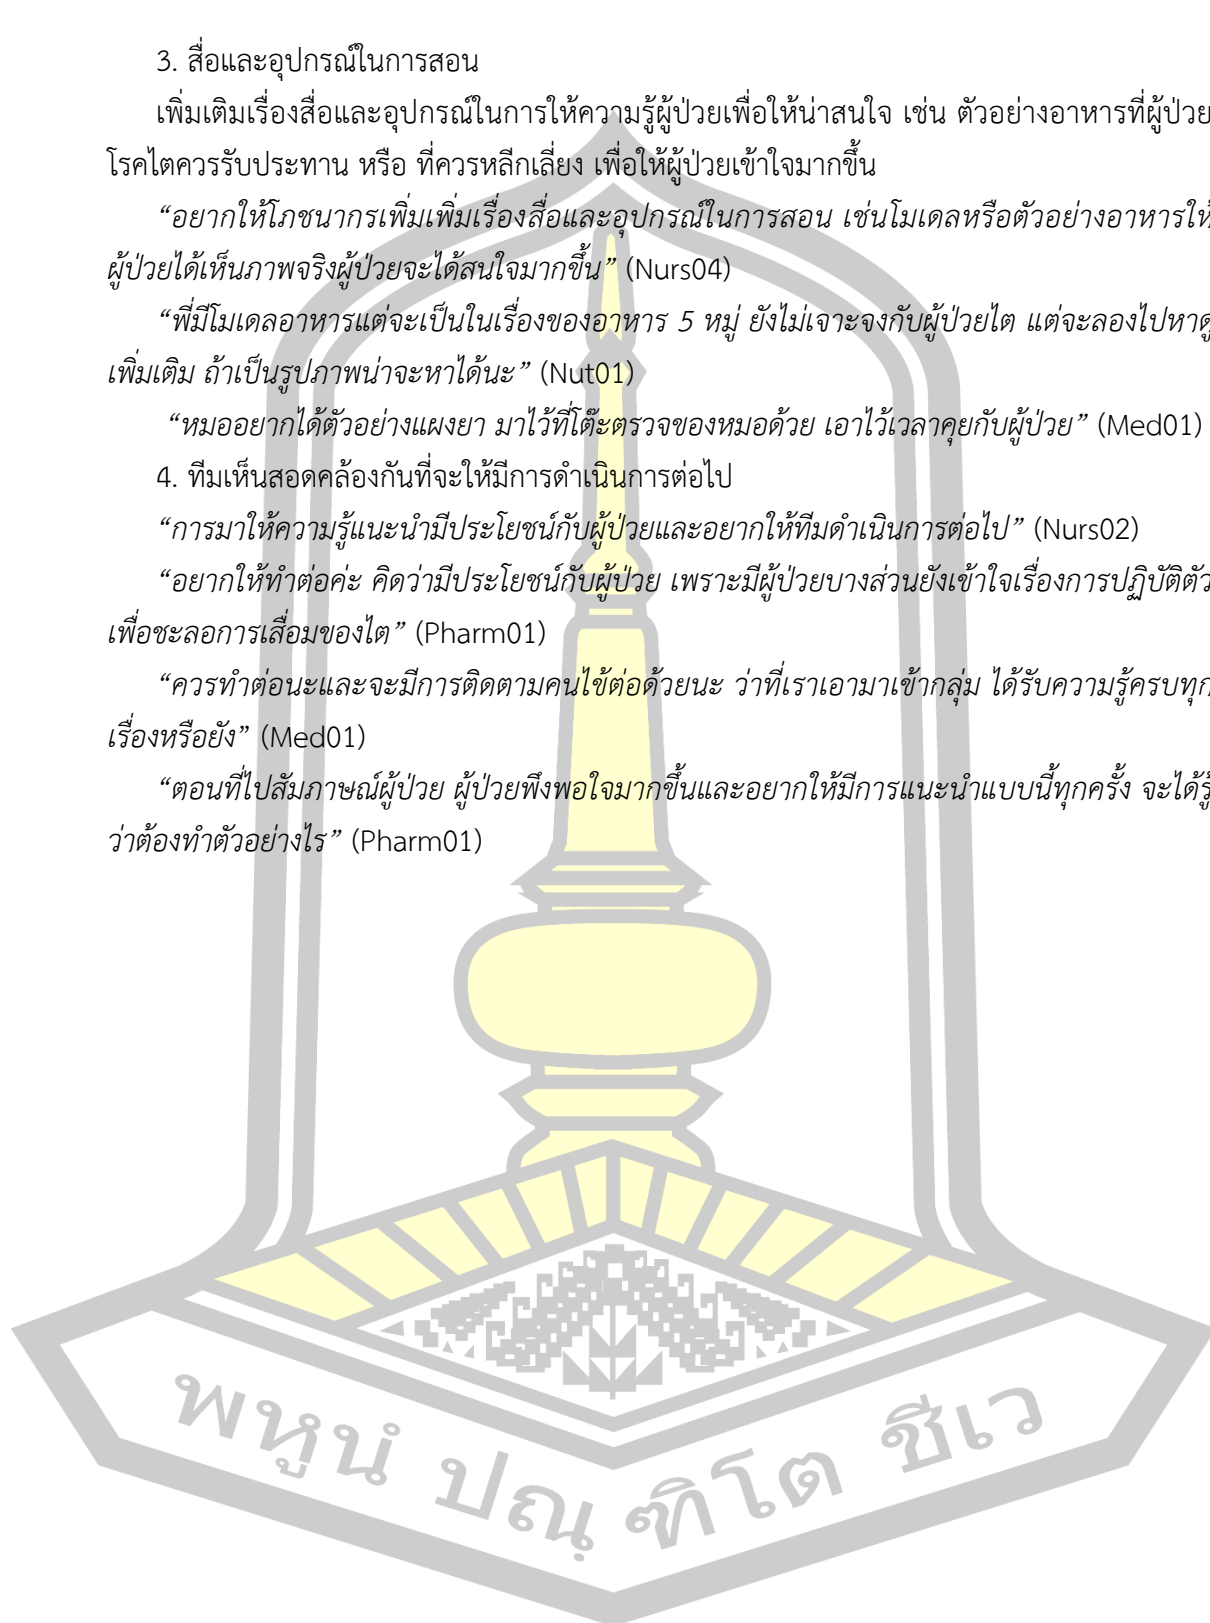 3. สื่อและอุปกรณ์ในการสอน
เพิ่มเติมเรื่องสื่อและอุปกรณ์ในการให้ความรู้ผู้ป่วยเพื่อให้น่าสนใจ เช่น ตัวอย่างอาหารที่ผู้ป่วย
โรคไตควรรับประทาน หรือ ที่ควรหลีกเลี่ยง เพื่อให้ผู้ป่วยเข้าใจมากขึ้น
“อยากให้โภชนากรเพิ่มเพิ่มเรื่องสื่อและอุปกรณ์ในการสอน เช่นโมเดลหรือตัวอย่างอาหารให้
ผู้ป่วยได้เห็นภาพจริงผู้ป่วยจะได้สนใจมากขึ้น” (Nurs04)
“พี่มีโมเดลอาหารแต่จะเป็นในเรื่องของอาหาร 5 หมู่ ยังไม่เจาะจงกับผู้ป่วยไต แต่จะลองไปหาดู
เพิ่มเติม ถ้าเป็นรูปภาพน่าจะหาได้นะ” (Nut01)
“หมออยากได้ตัวอย่างแผงยา มาไว้ที่โต๊ะตรวจของหมอด้วย เอาไว้เวลาคุยกับผู้ป่วย” (Med01)
4. ทีมเห็นสอดคล้องกันที่จะให้มีการดำเนินการต่อไป
“การมาให้ความรู้แนะนำมีประโยชน์กับผู้ป่วยและอยากให้ทีมดำเนินการต่อไป” (Nurs02)
“อยากให้ทำต่อค่ะ คิดว่ามีประโยชน์กับผู้ป่วย เพราะมีผู้ป่วยบางส่วนยังเข้าใจเรื่องการปฏิบัติตัว
เพื่อชะลอการเสื่อมของไต” (Pharm01)
“ควรทำต่อนะและจะมีการติดตามคนไข้ต่อด้วยนะ ว่าที่เราเอามาเข้ากลุ่ม ได้รับความรู้ครบทุก
เรื่องหรือยัง” (Med01)
“ตอนที่ไปสัมภาษณ์ผู้ป่วย ผู้ป่วยพึงพอใจมากขึ้นและอยากให้มีการแนะนำแบบนี้ทุกครั้ง จะได้รู้
ว่าต้องทำตัวอย่างไร” (Pharm01)
พหูนํ ปณฺฑิโต ชีเว